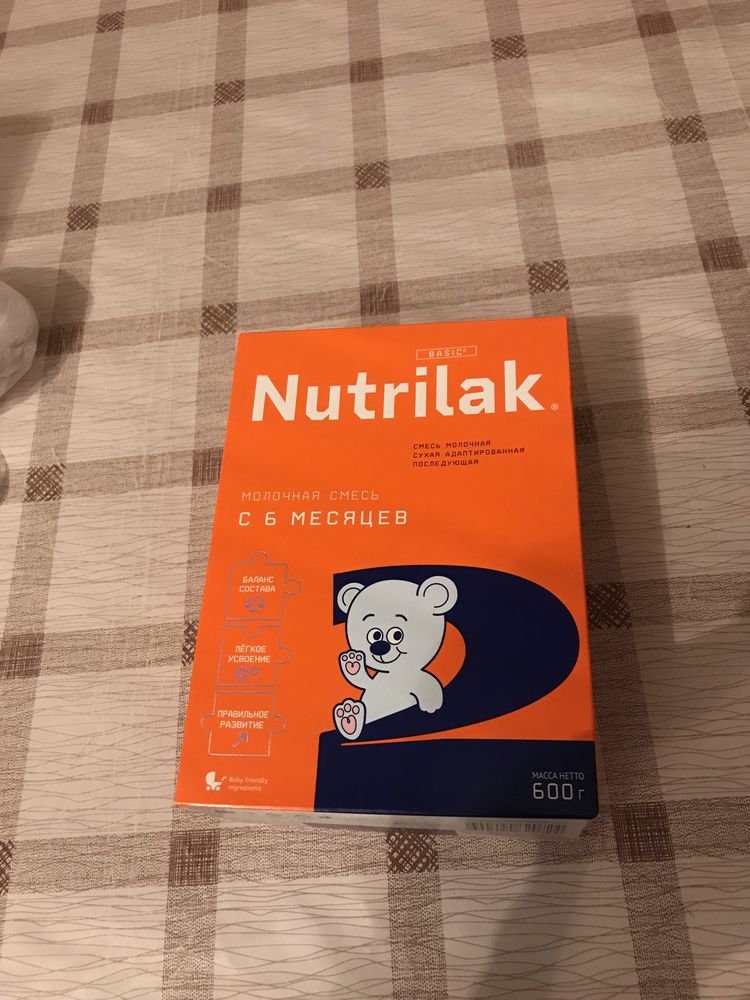 BASIC®
Nutrilak®
СМЕСЬ МОЛОЧНАЯ
СУХАЯ АДАПТИРОВАННАЯ
ПОСЛЕДУЮЩАЯ
МОЛОЧНАЯ СМЕСЬ
С 6 МЕСЯЦЕВ
БАЛАНС
СОСТАВА
ЛЁГКОЕ
УСВОЕНИЕ
ПРАВИЛЬНОЕ
РАЗВИТИЕ
2
Baby friendly
ingredients
МАССА НЕТТО
600 г